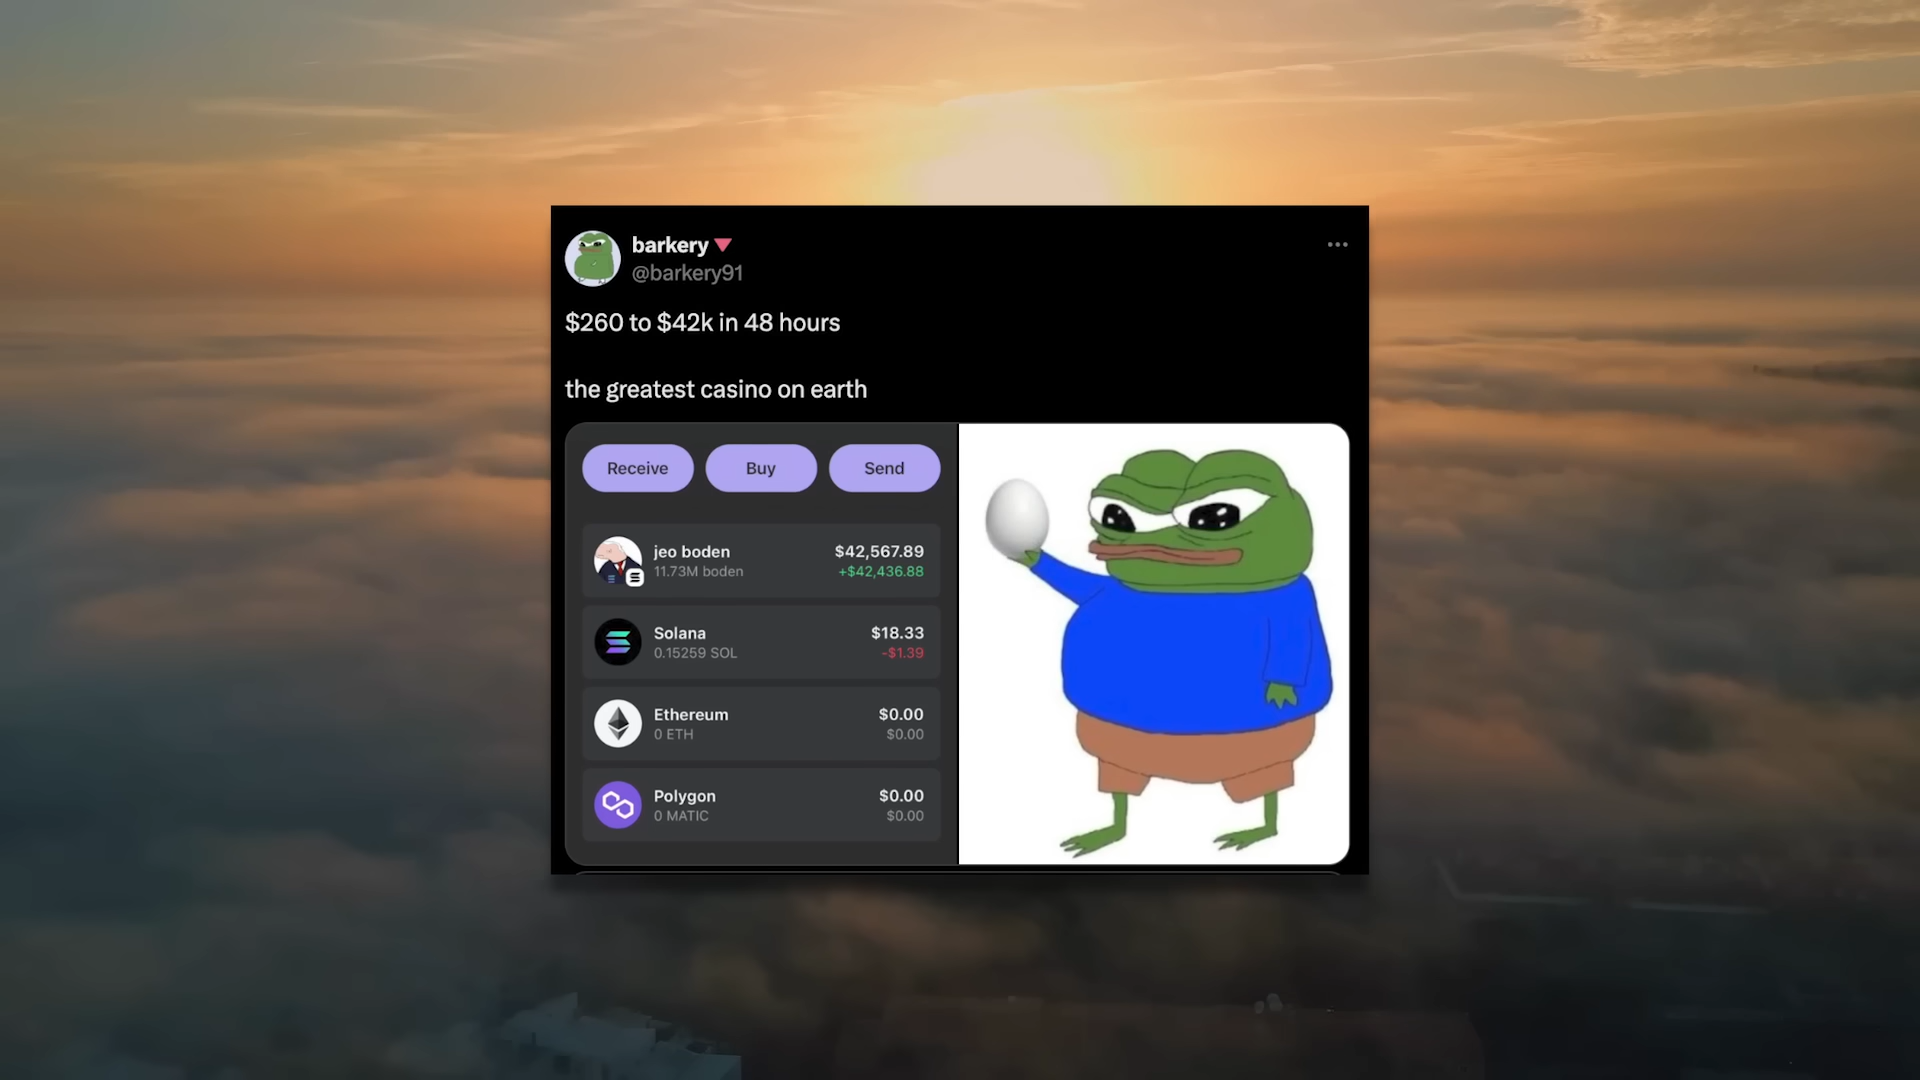 barkery
@barkery91
$260 to $42k in 48 hours
the greatest casino on earth
Receive Buy Send
jeo boden $42,567.89
11.73M boden +$42,436.88
Solana $18.33
0.15259 SOL -$1.39
Ethereum $0.00
0 ETH $0.00
Polygon $0.00
0 MATIC $0.00